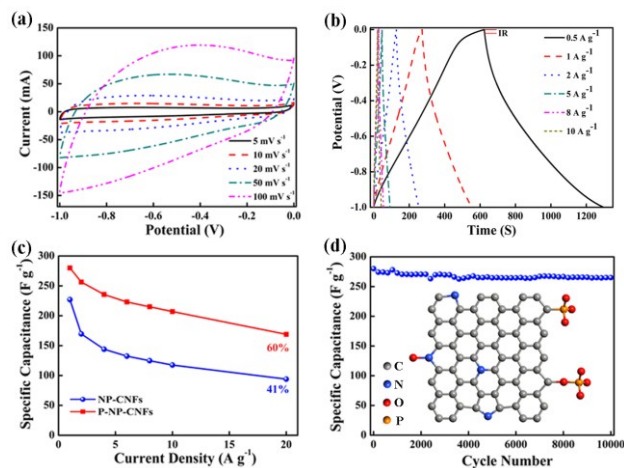 (a)
150
100
50
0
-50
-100
-150
Current (mA)
5 mV s⁻¹
10 mV s⁻¹
20 mV s⁻¹
50 mV s⁻¹
100 mV s⁻¹
-1.0 -0.8 -0.6 -0.4 -0.2 0.0
Potential (V)
(b)
0.0
-0.2
-0.4
-0.6
-0.8
-1.0
Potential (V)
IR
0.5 A g⁻¹
1 A g⁻¹
2 A g⁻¹
5 A g⁻¹
8 A g⁻¹
10 A g⁻¹
0 200 400 600 800 1000 1200
Time (S)
(c)
300
250
200
150
100
50
0
Specific Capacitance (F g⁻¹)
60%
41%
NP-CNFs
P-NP-CNFs
0 5 10 15 20
Current Density (A g⁻¹)
(d)
300
250
200
150
100
50
0
Specific Capacitance (F g⁻¹)
C
N
O
P
0 2000 4000 6000 8000 10000
Cycle Number